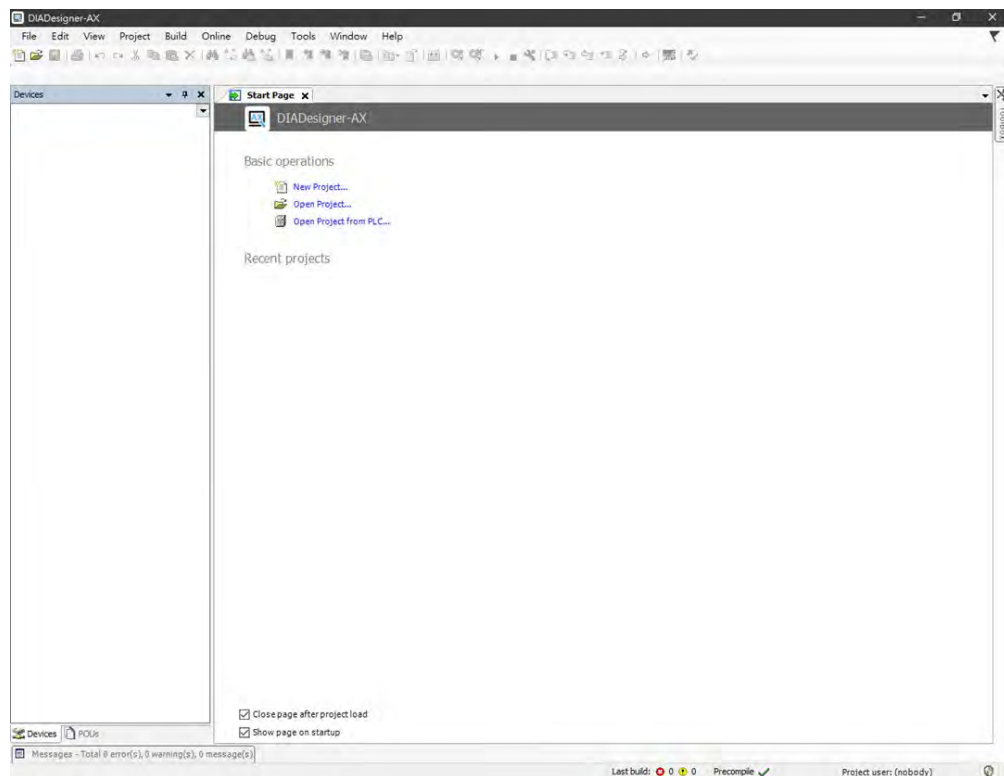 DIADesigner-AX
File Edit View Project Build Online Debug Tools Window Help
Devices
Start Page
DIADesigner-AX
Basic operations
New Project...
Open Project...
Open Project from PLC...
Recent projects
Close page after project load
Show page on startup
Devices POUs
Messages - Total 0 error(s), 0 warning(s), 0 message(s)
Last build: 0 0 Precompile Project user: (nobody)